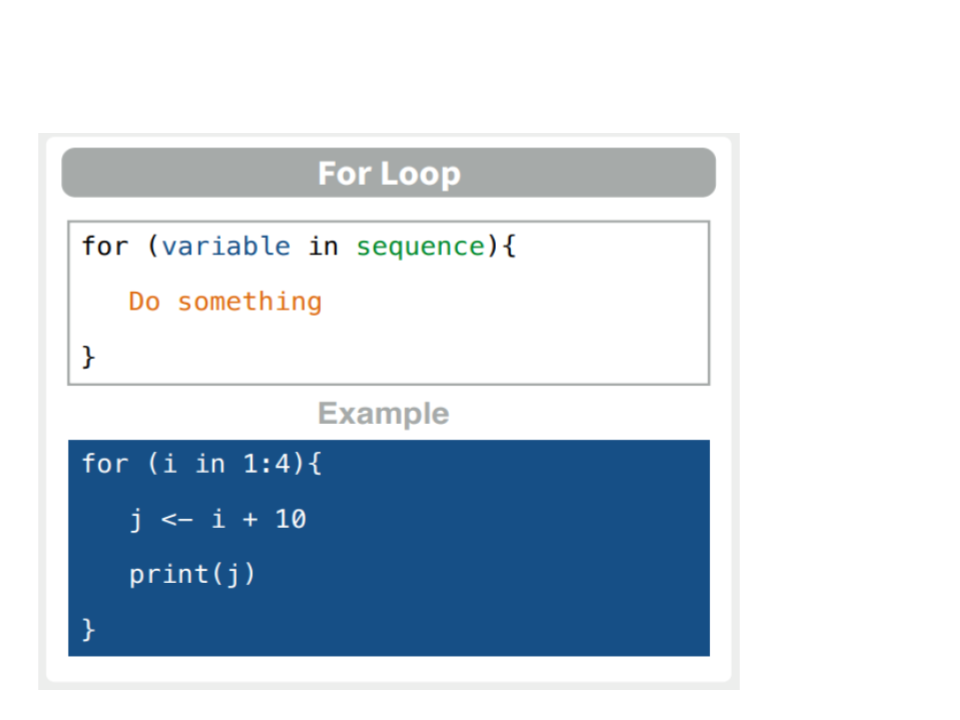 For Loop
for (variable in sequence){
Do something
}
Example
for (i in 1:4){
j <- i + 10
print(j)
}